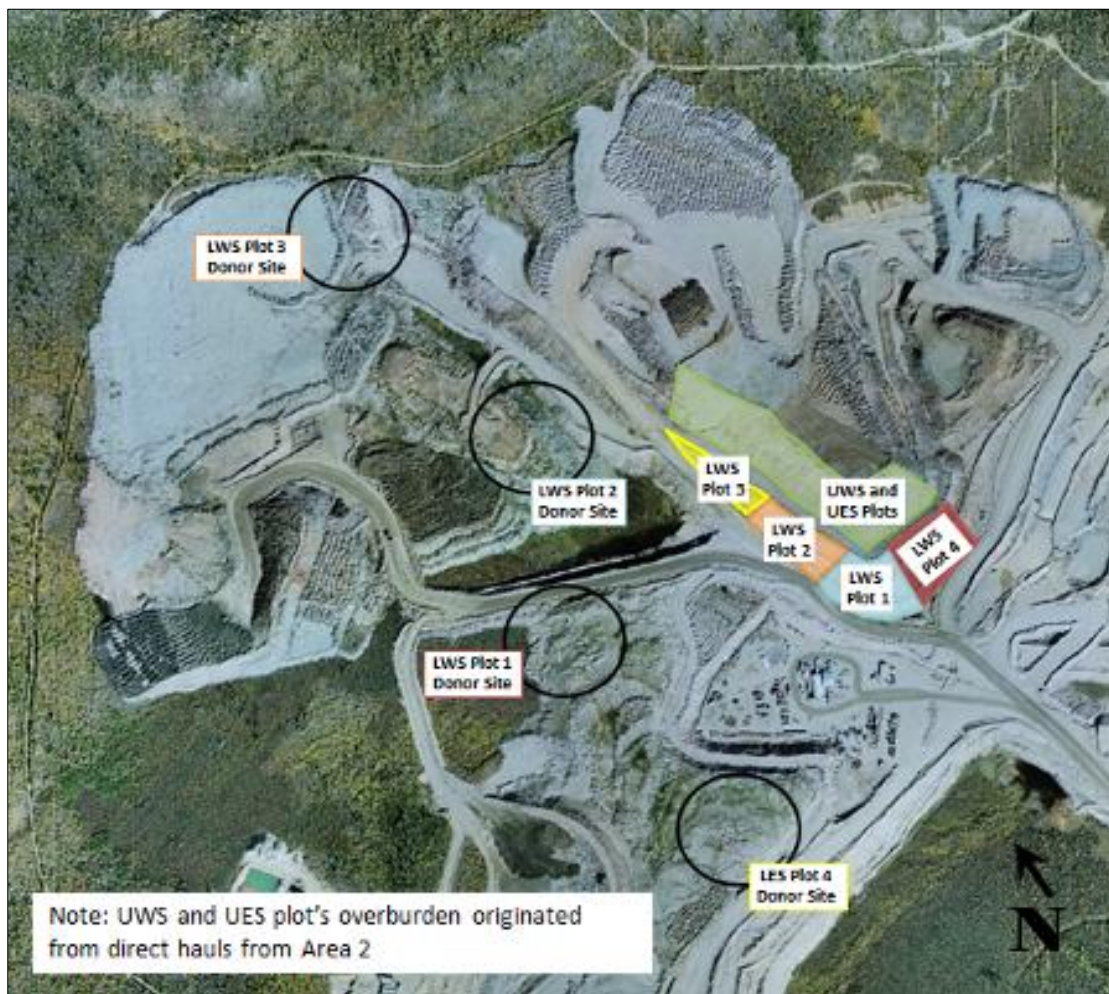 LWS Plot 3
Donor Site
LWS Plot 2
Donor Site
LWS
Plot 3
LWS
Plot 2
UWS and
UES Plots
LWS
Plot 4
LWS
Plot 1
LWS Plot 1
Donor Site
LES Plot 4
Donor Site
N
Note: UWS and UES plot's overburden originated
from direct hauls from Area 2